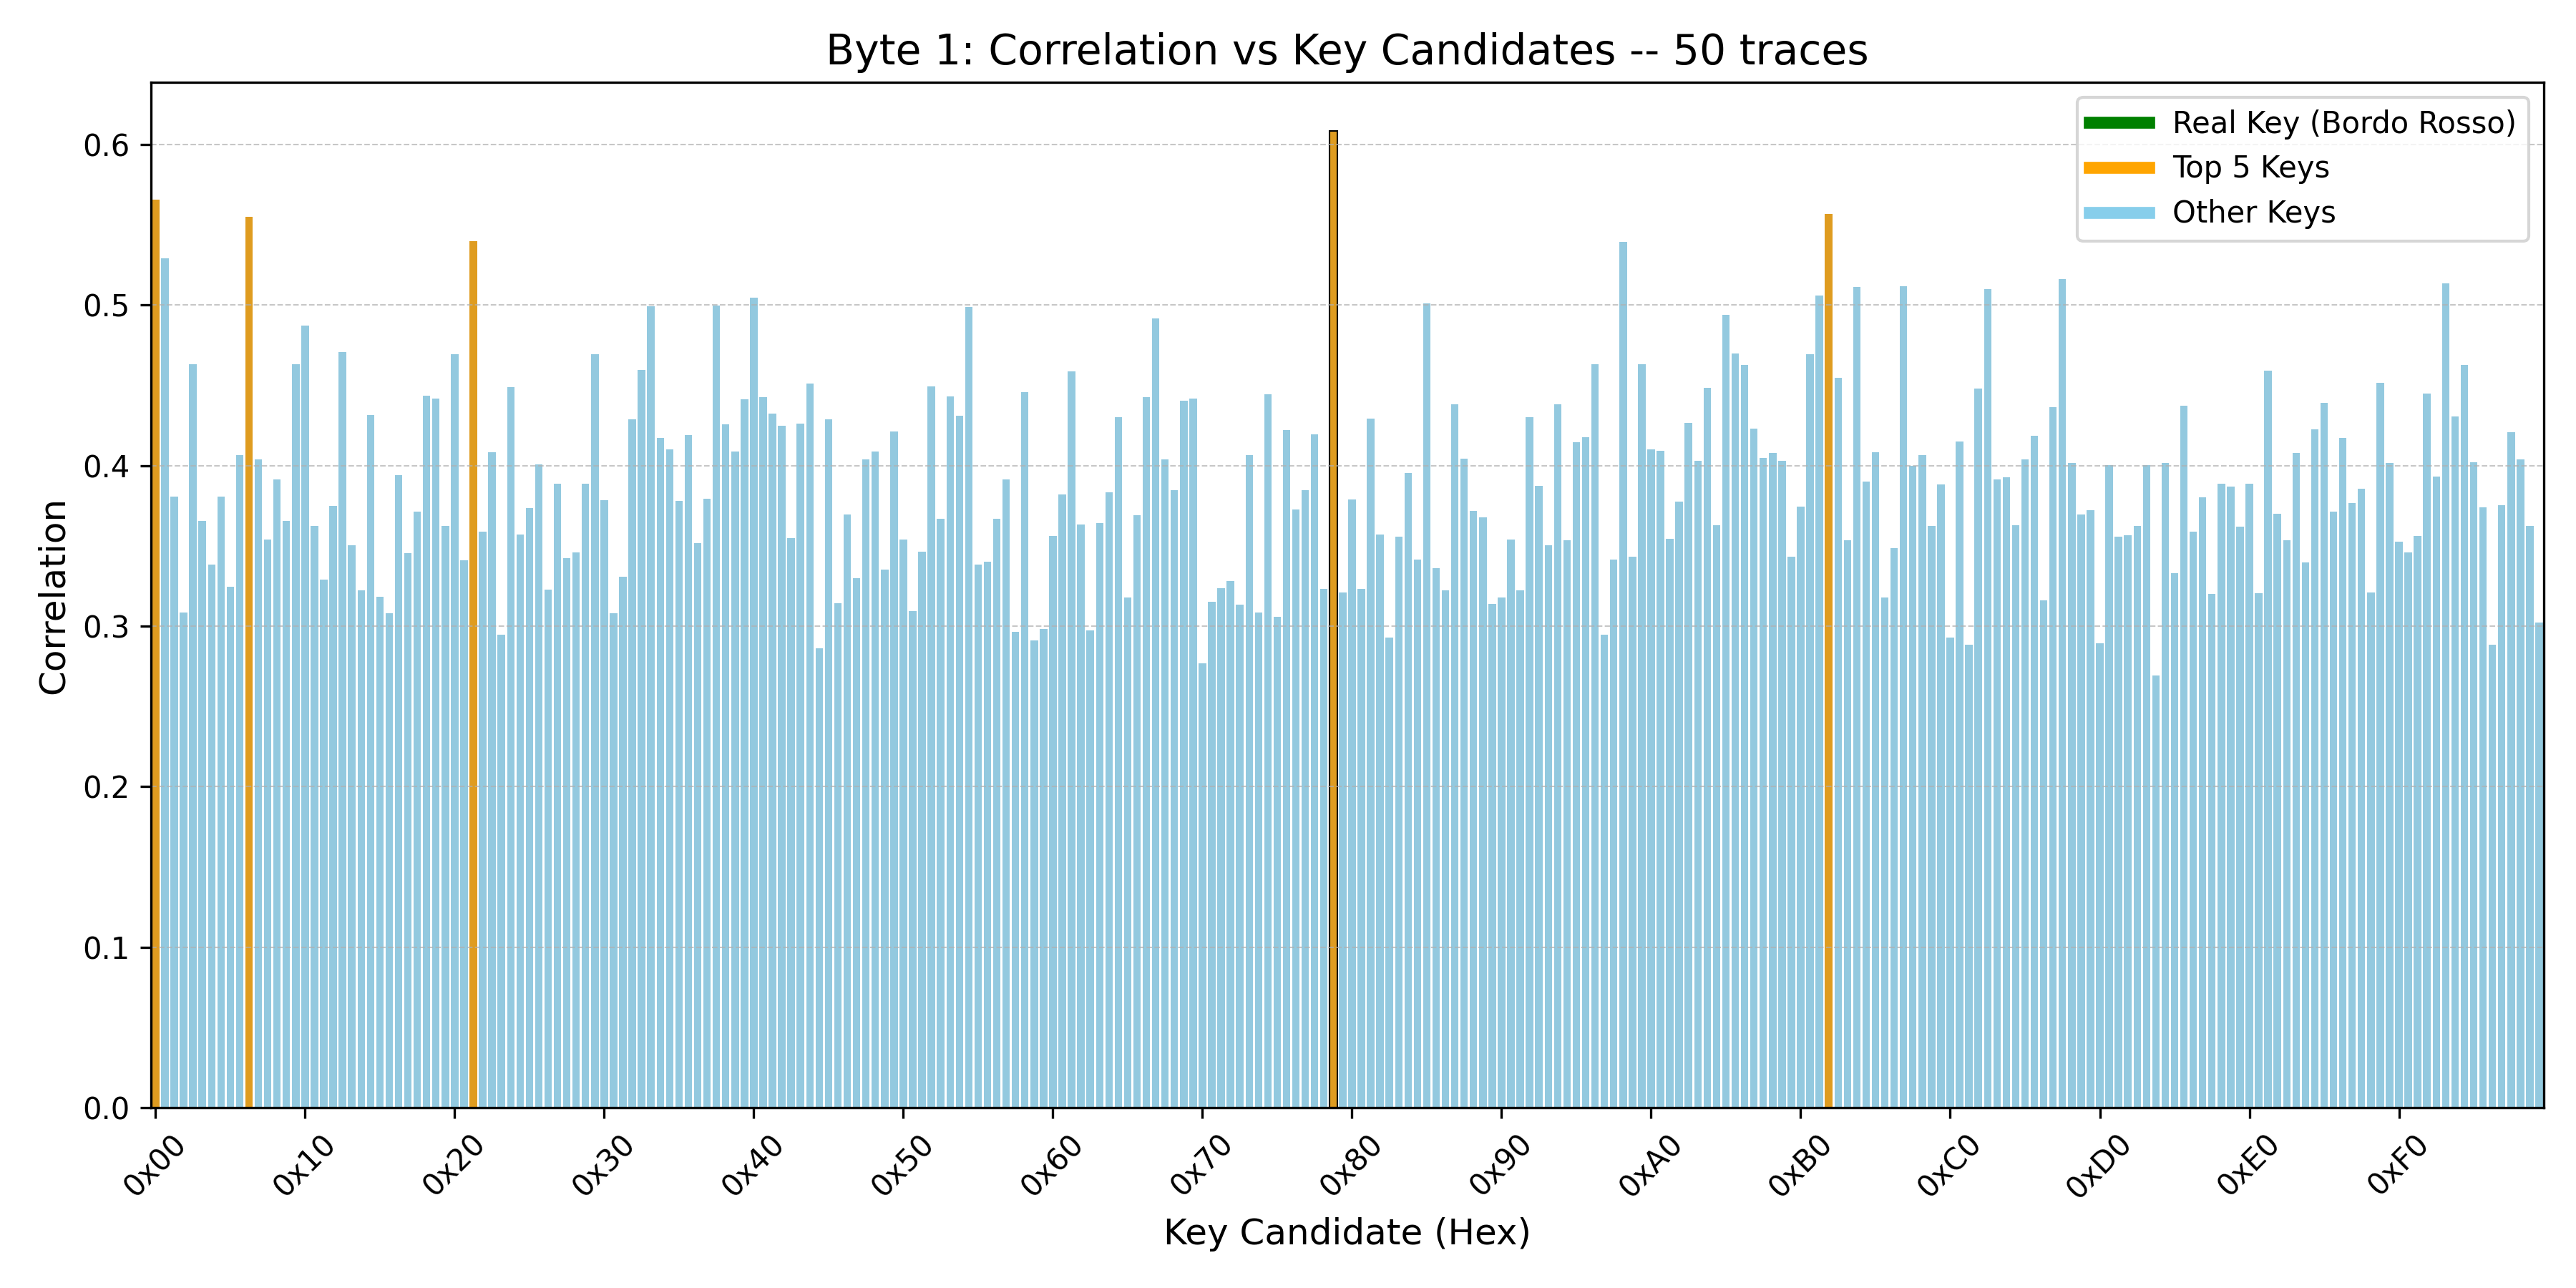 Byte 1: Correlation vs Key Candidates -- 50 traces
Real Key (Bordo Rosso)
Top 5 Keys
Other Keys
Correlation
0.6
0.5
0.4
0.3
0.2
0.1
0.0
0x00 0x10 0x20 0x30 0x40 0x50 0x60 0x70 0x80 0x90 0xA0 0xB0 0xC0 0xD0 0xE0 0xF0
Key Candidate (Hex)